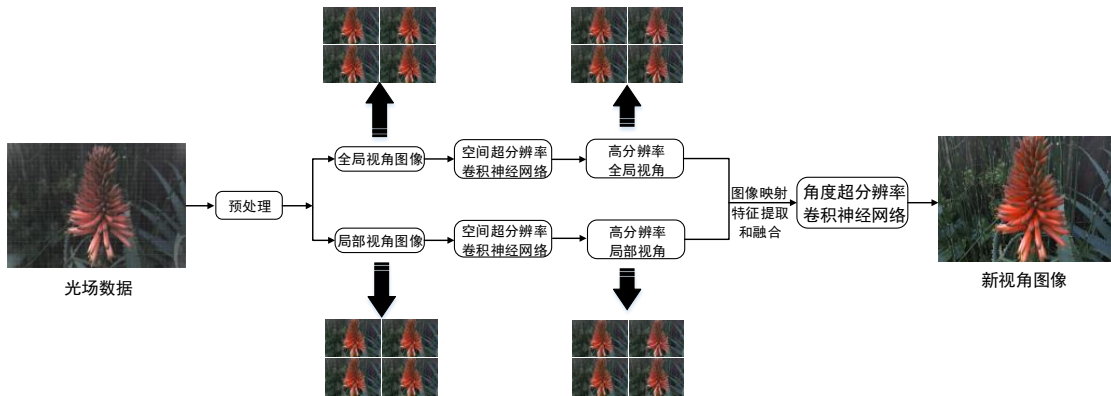 光场数据
预处理
全局视角图像
空间超分辨率
卷积神经网络
高分辨率
全局视角
局部视角图像
空间超分辨率
卷积神经网络
高分辨率
局部视角
图像映射
特征提取
和融合
角度超分辨率
卷积神经网络
新视角图像